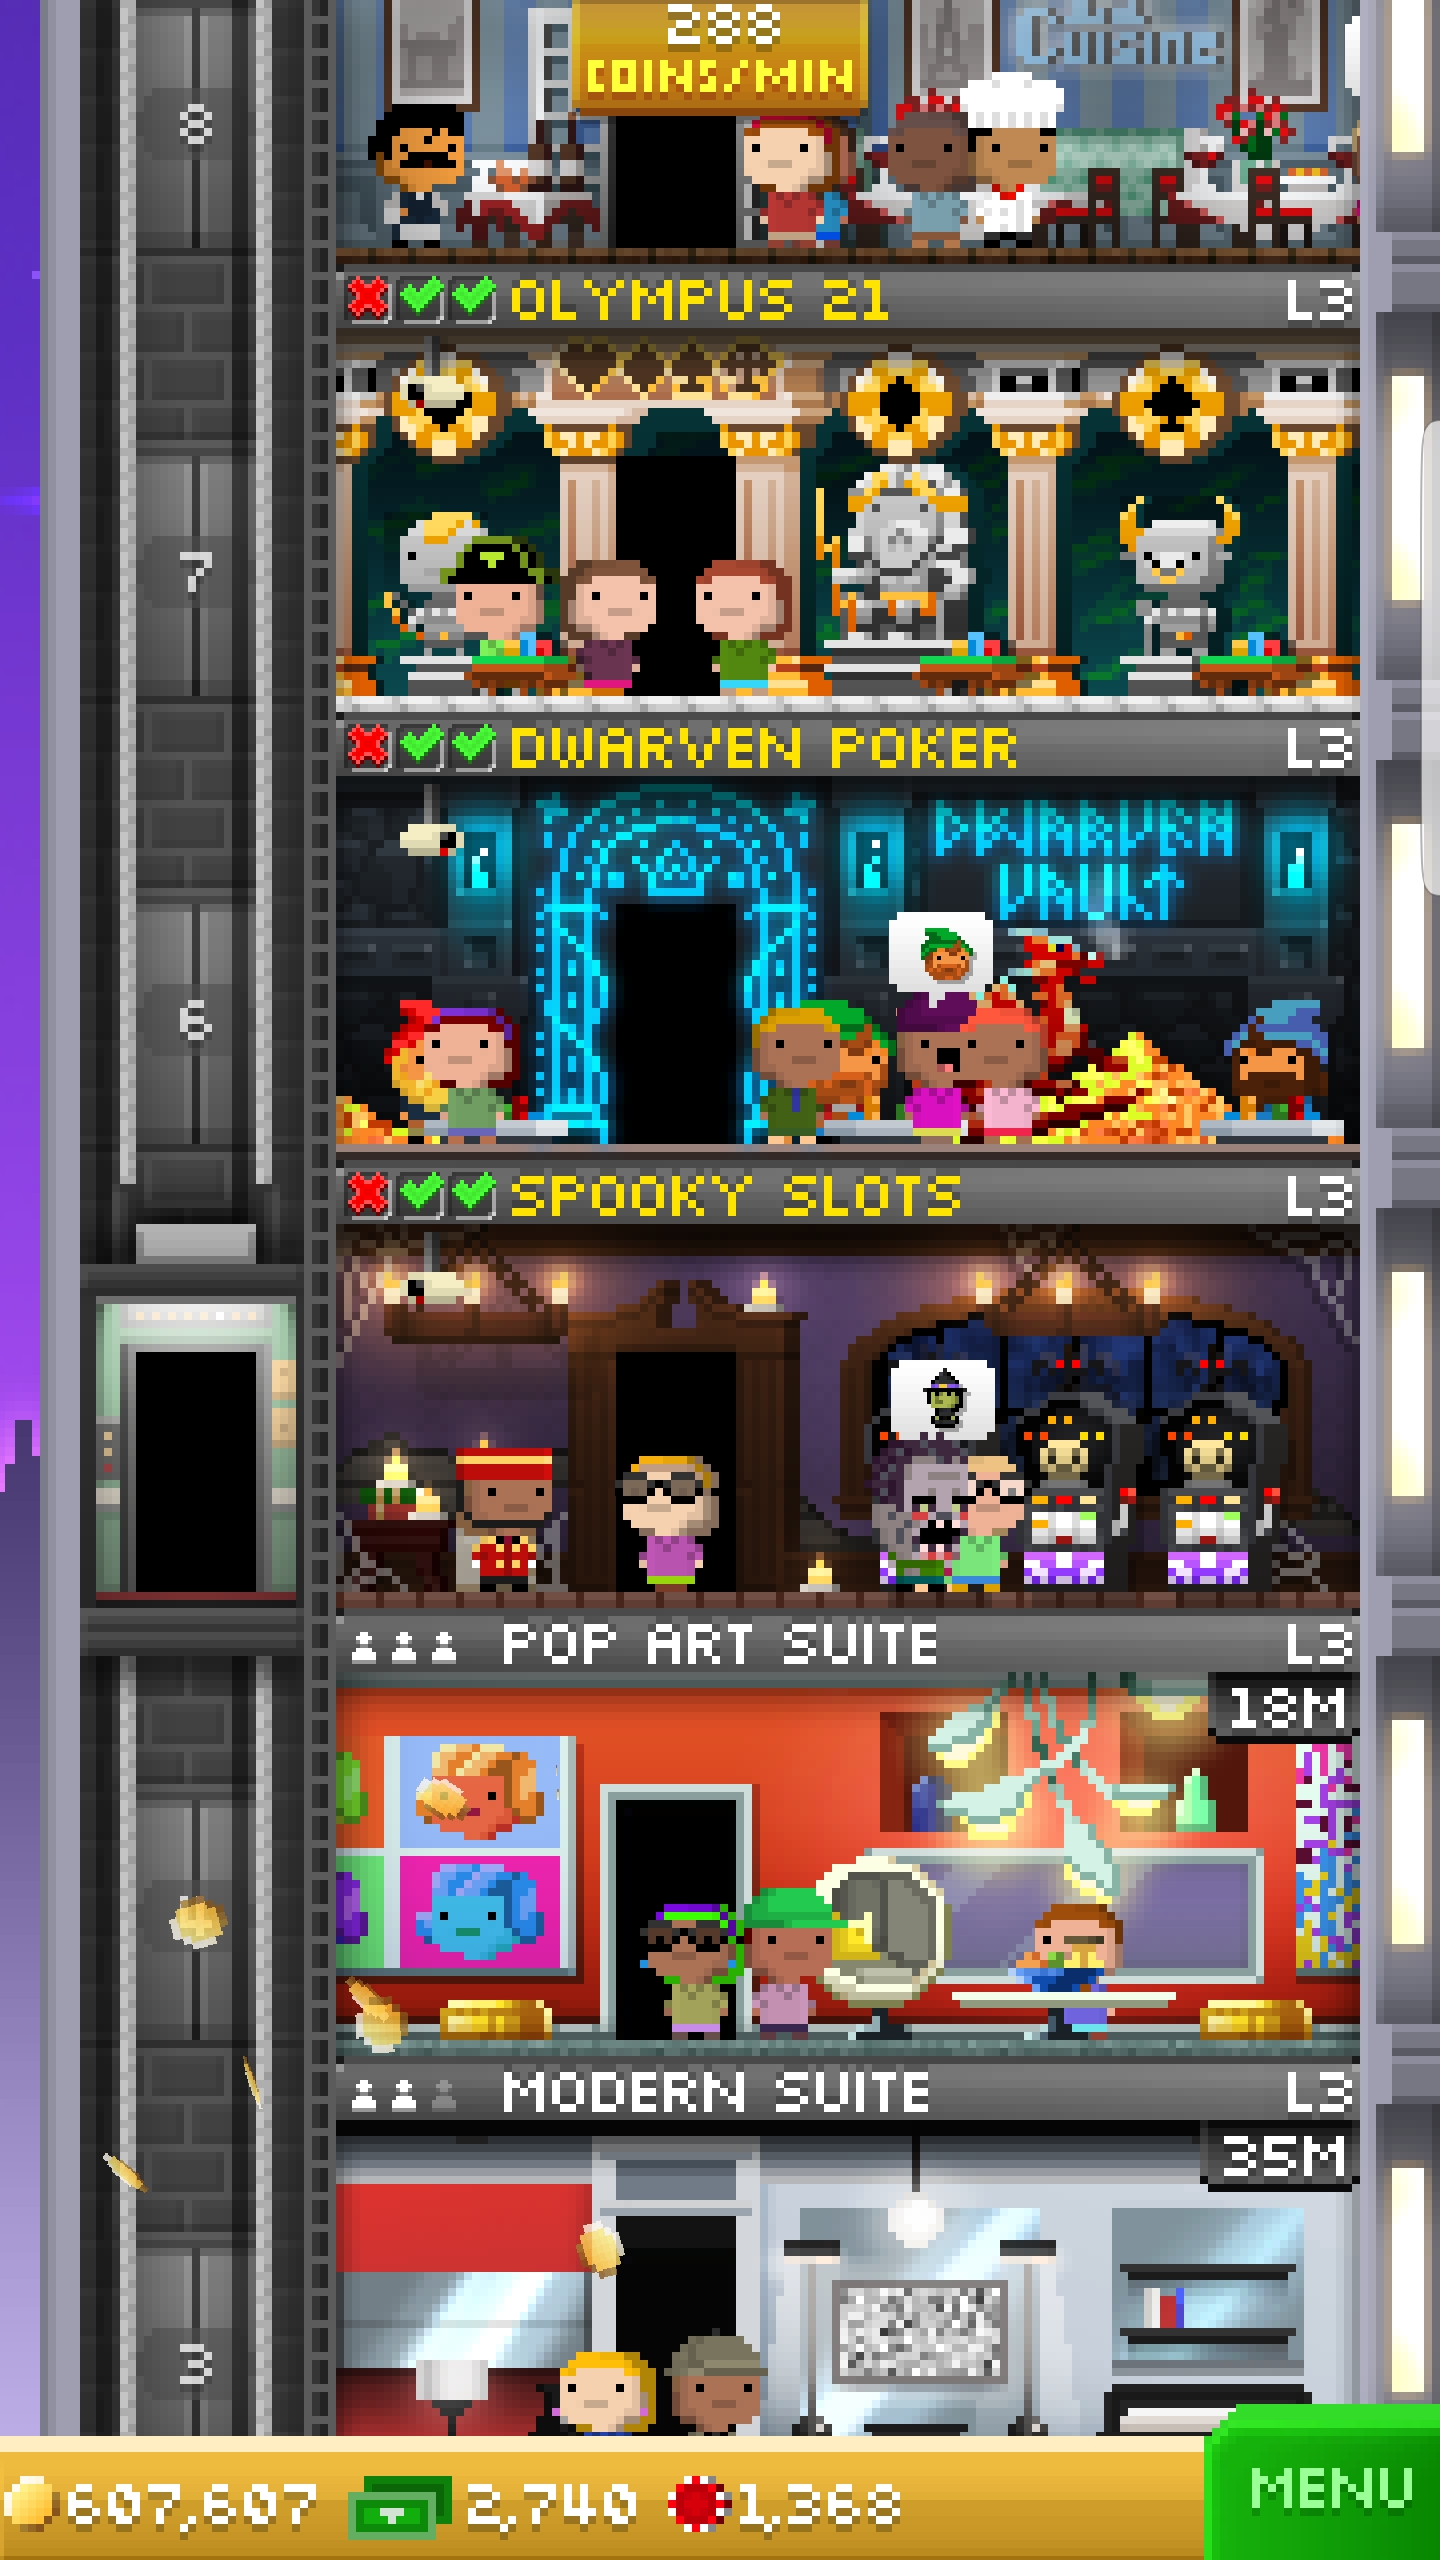 288
COINS/MIN
Cuisine
8
OLYMPUS 21 L3
7
DWARVEN POKER L3
DWARVEN
VAULT
6
SPOOKY SLOTS L3
POP ART SUITE L3
18M
MODERN SUITE L3
35M
3
607,607 2,740 1,368
MENU